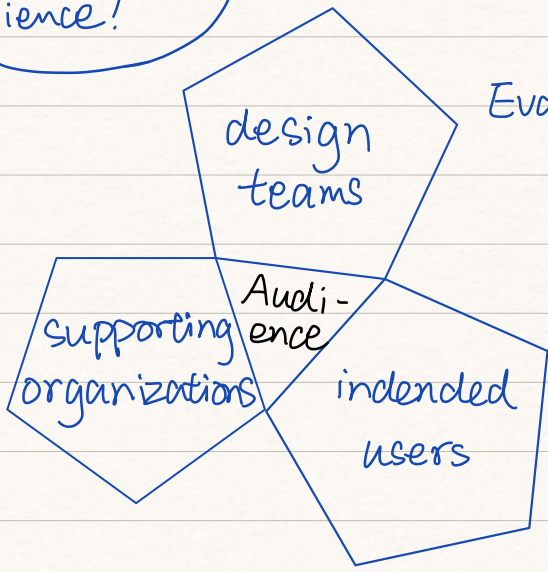 ience!
design
teams
Eva
Audi-
ence
supporting
organizations
indended
users